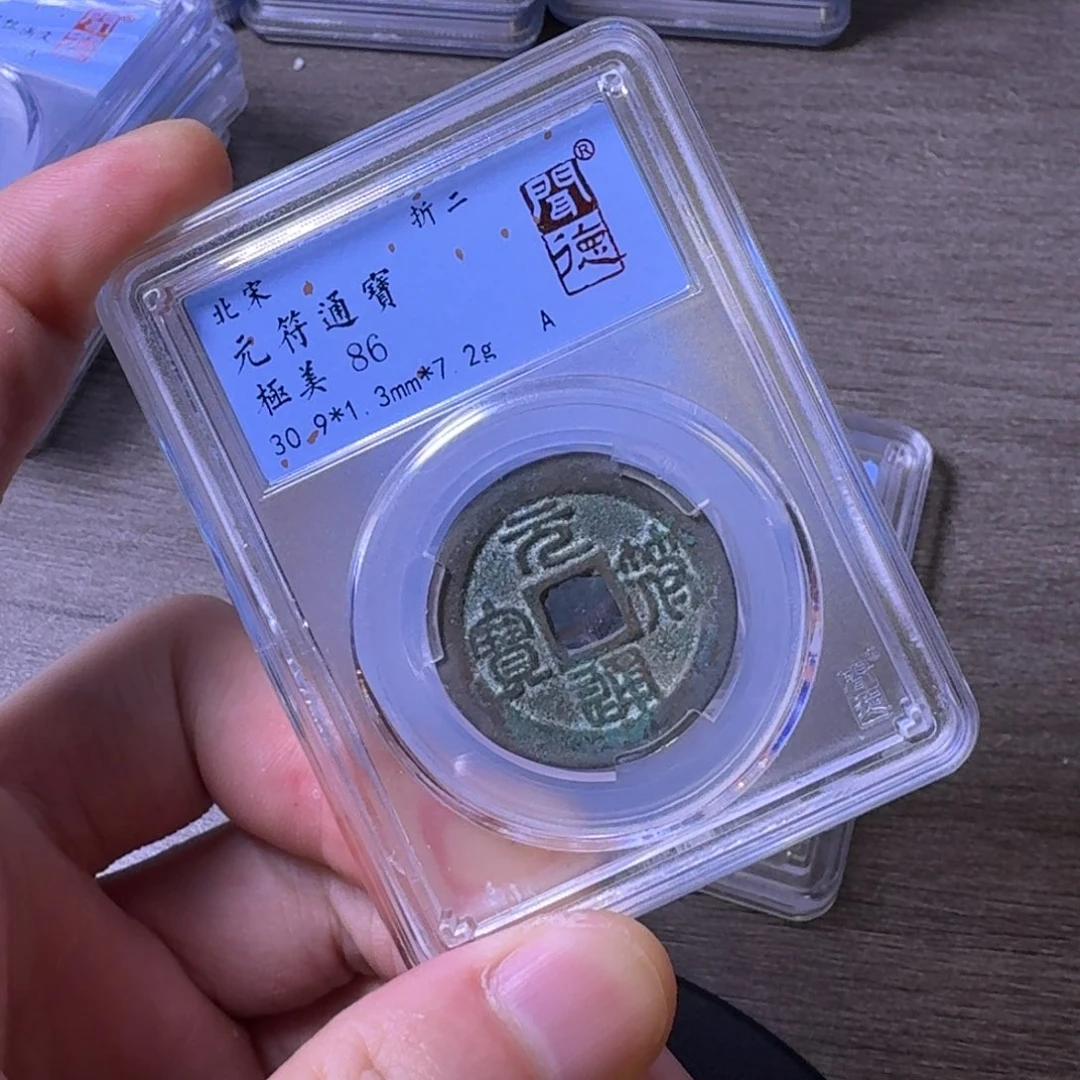 折二
聞德®
北宋
元符通寶
極美 86
A
30.9*1.3mm*7.2g
元符通寶